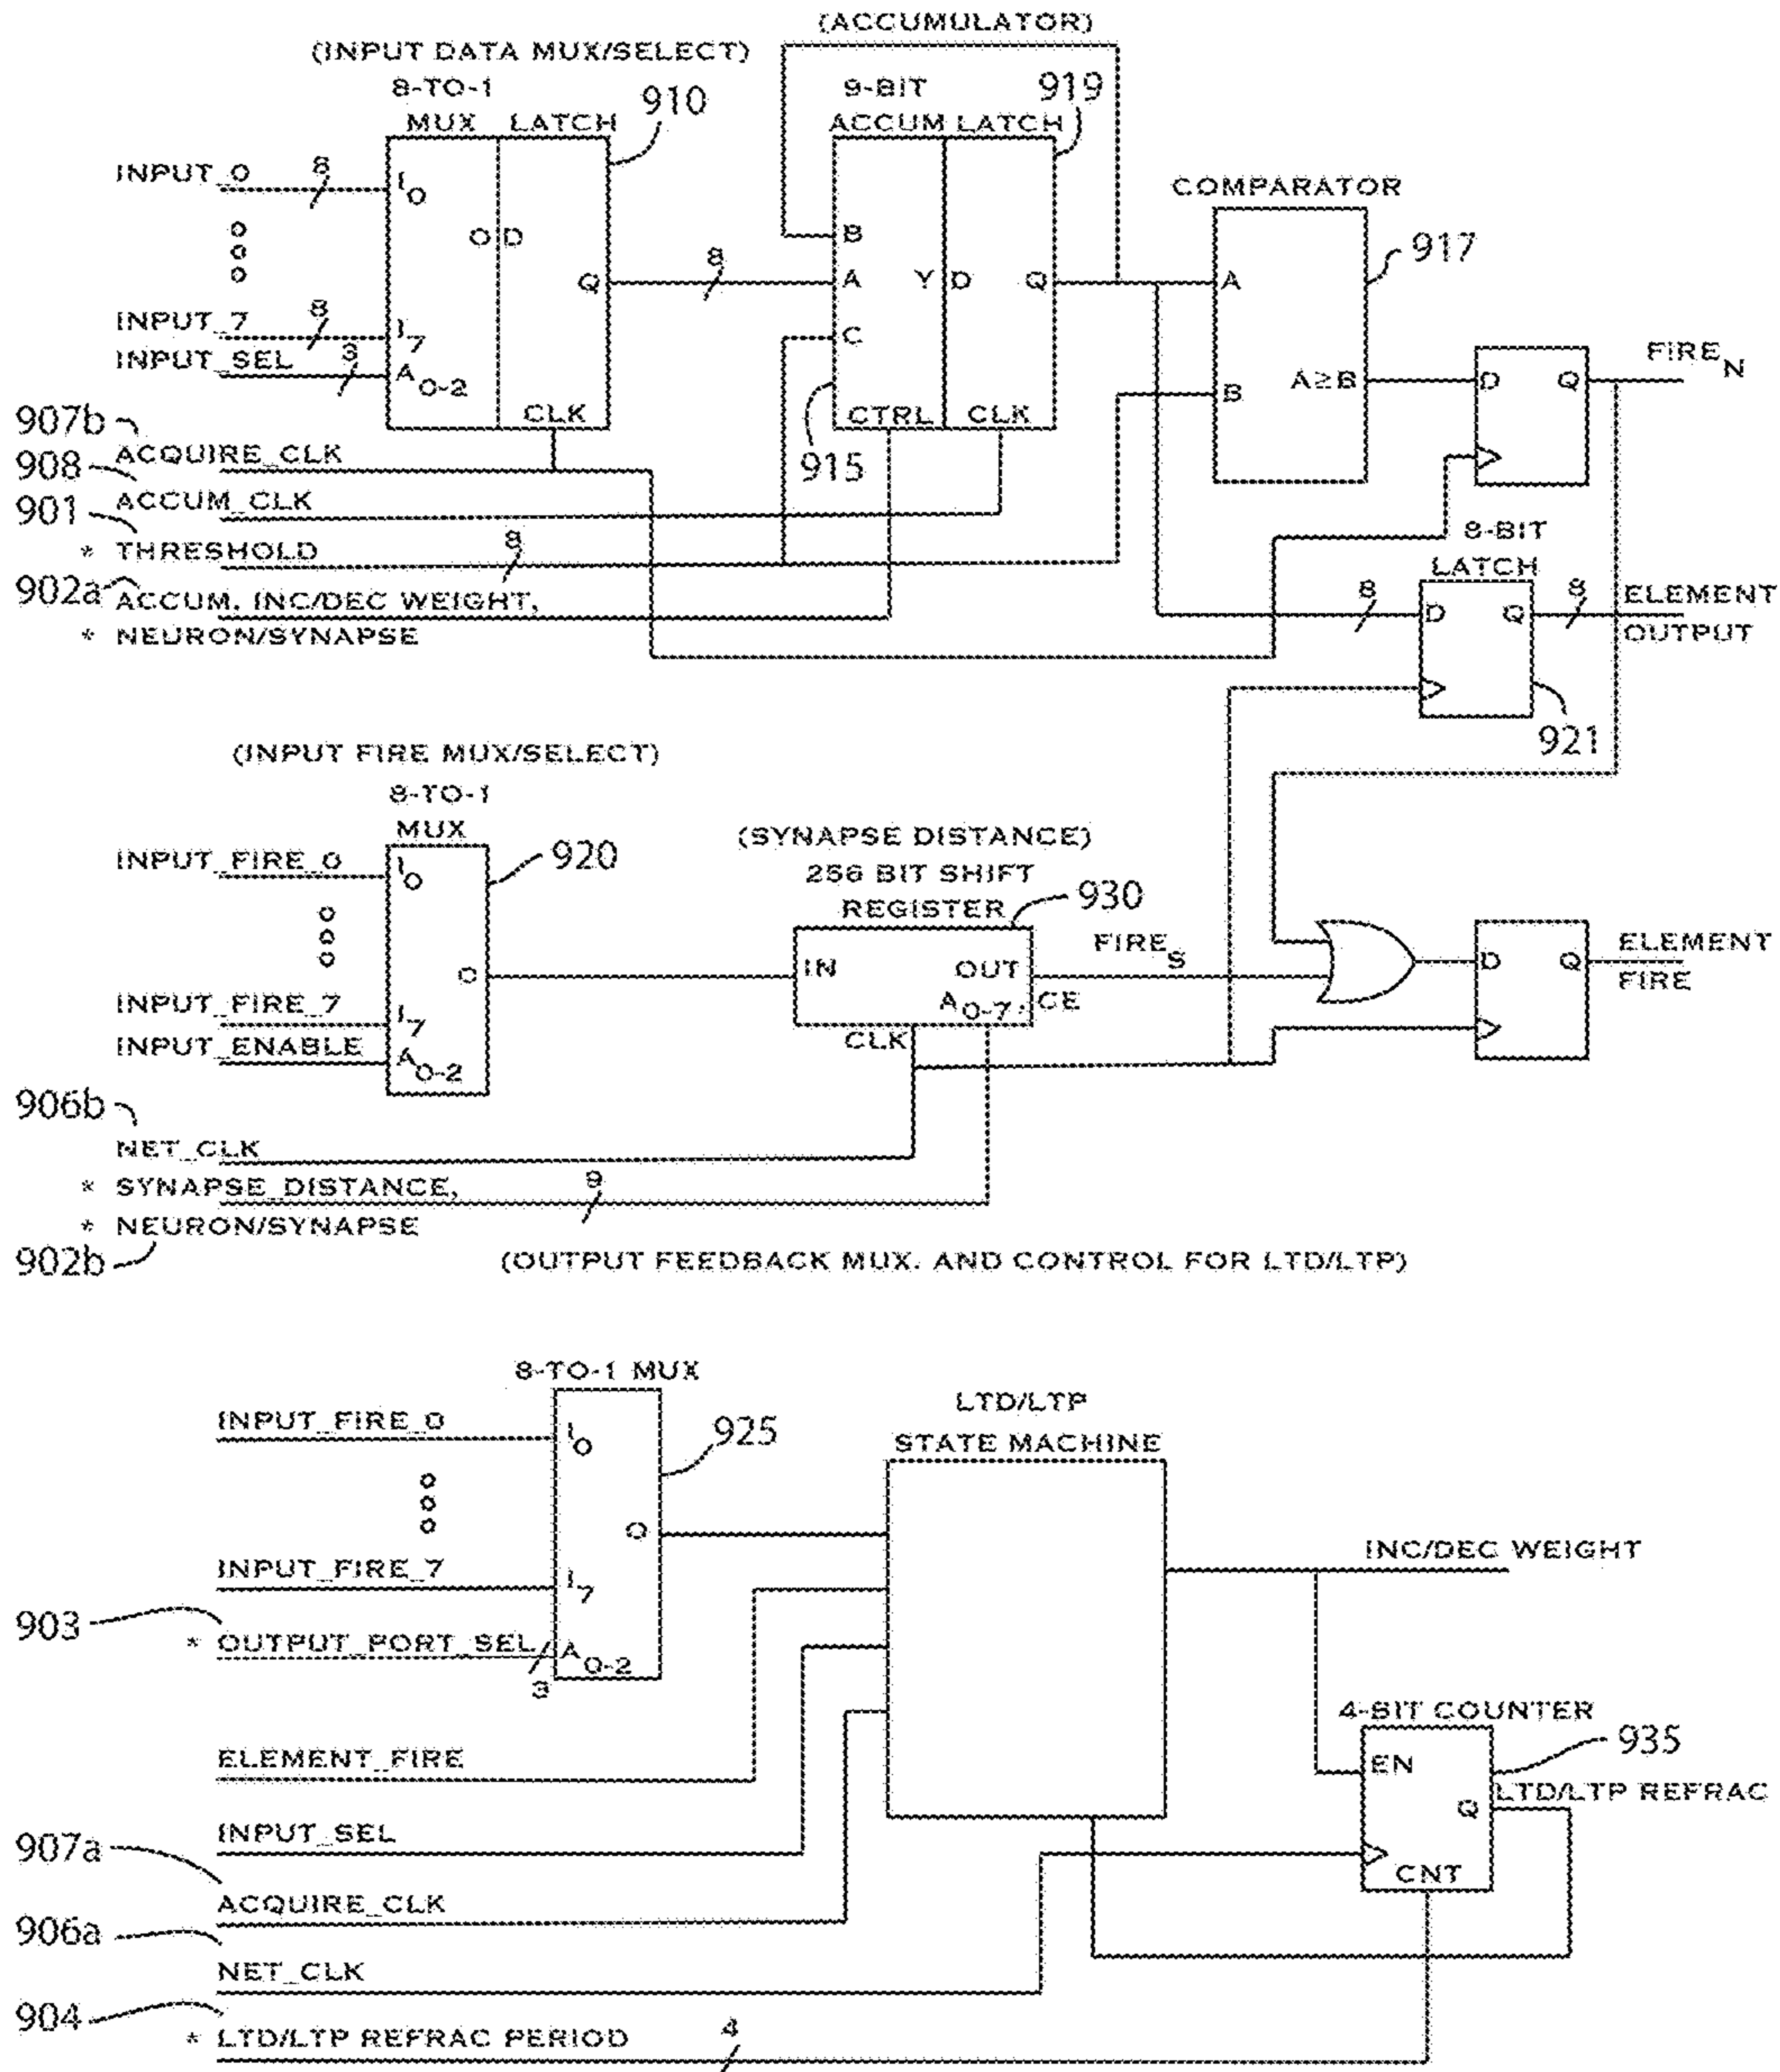 (ACCUMULATOR)
(INPUT DATA MUX/SELECT)
8-TO-1
MUX LATCH
910
9-BIT
ACCUM LATCH
919
INPUT_0
8
I0
O D
Q
8
B
A
C
Y D
Q
COMPARATOR
917
A
B
A≥B
D Q
FIRE N
INPUT_7
8
I7
INPUT_SEL
3
A0-2
CLK
CTRL
CLK
915
907b
ACQUIRE_CLK
908
ACCUM_CLK
901
* THRESHOLD
8
902a
ACCUM, INC/DEC WEIGHT,
* NEURON/SYNAPSE
8-BIT
LATCH
8
D Q
8
ELEMENT
OUTPUT
921
(INPUT FIRE MUX/SELECT)
8-TO-1
MUX
920
INPUT_FIRE_0
I0
O
INPUT_FIRE_7
I7
INPUT_ENABLE
A0-2
(SYNAPSE DISTANCE)
256 BIT SHIFT
REGISTER
930
IN OUT
A0-7, CE
CLK
FIRE S
D Q
ELEMENT
FIRE
906b
NET_CLK
* SYNAPSE_DISTANCE,
9
* NEURON/SYNAPSE
902b
(OUTPUT FEEDBACK MUX. AND CONTROL FOR LTD/LTP)
8-TO-1 MUX
925
INPUT_FIRE_0
I0
O
INPUT_FIRE_7
I7
903
* OUTPUT_PORT_SEL
3
A0-2
LTD/LTP
STATE MACHINE
INC/DEC WEIGHT
4-BIT COUNTER
935
EN
Q
LTD/LTP REFRAC
CNT
ELEMENT_FIRE
INPUT_SEL
907a
ACQUIRE_CLK
906a
NET_CLK
904
* LTD/LTP REFRAC PERIOD
4